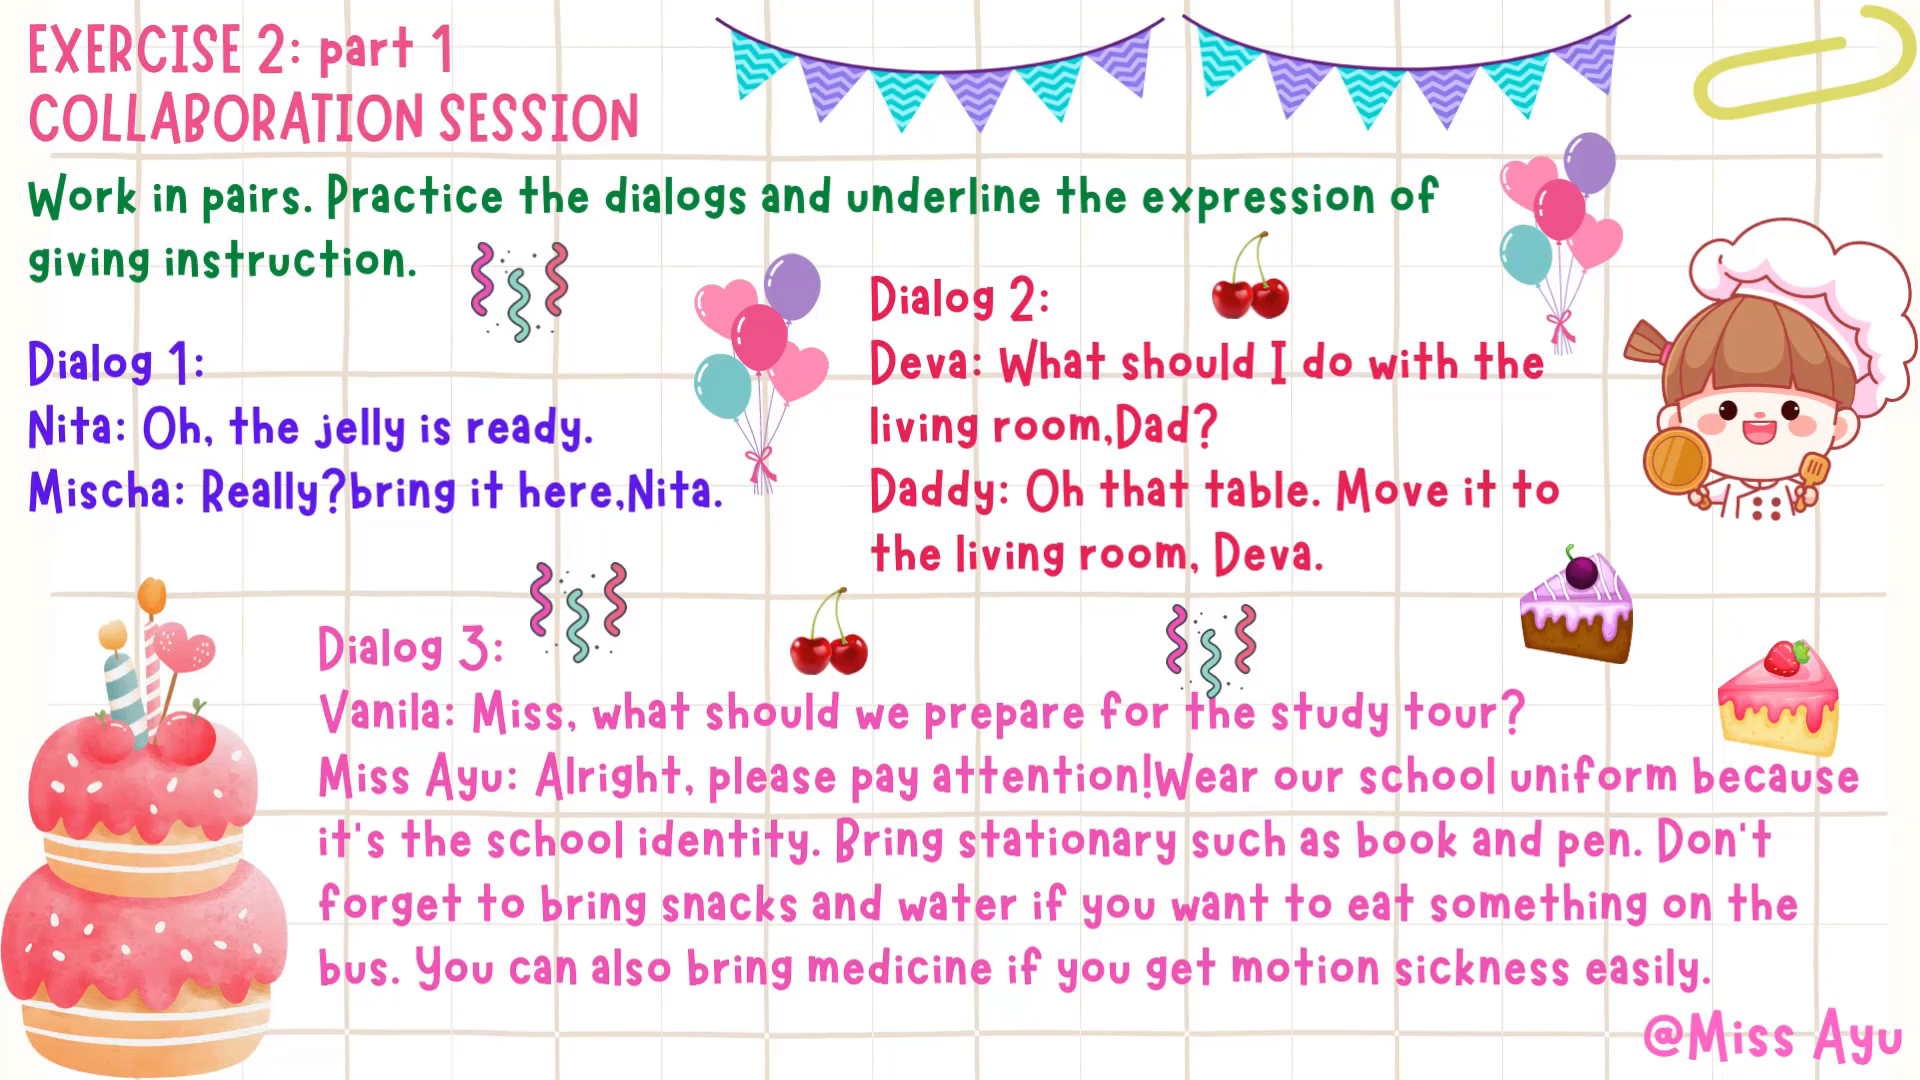 EXERCISE 2: part 1
COLLABORATION SESSION
Work in pairs. Practice the dialogs and underline the expression of
giving instruction.
Dialog 1:
Nita: Oh, the jelly is ready.
Mischa: Really?bring it here,Nita.
Dialog 2:
Deva: What should I do with the
living room,Dad?
Daddy: Oh that table. Move it to
the living room, Deva.
Dialog 3:
Vanila: Miss, what should we prepare for the study tour?
Miss Ayu: Alright, please pay attention!Wear our school uniform because
it's the school identity. Bring stationary such as book and pen. Don't
forget to bring snacks and water if you want to eat something on the
bus. You can also bring medicine if you get motion sickness easily.
@Miss Ayu